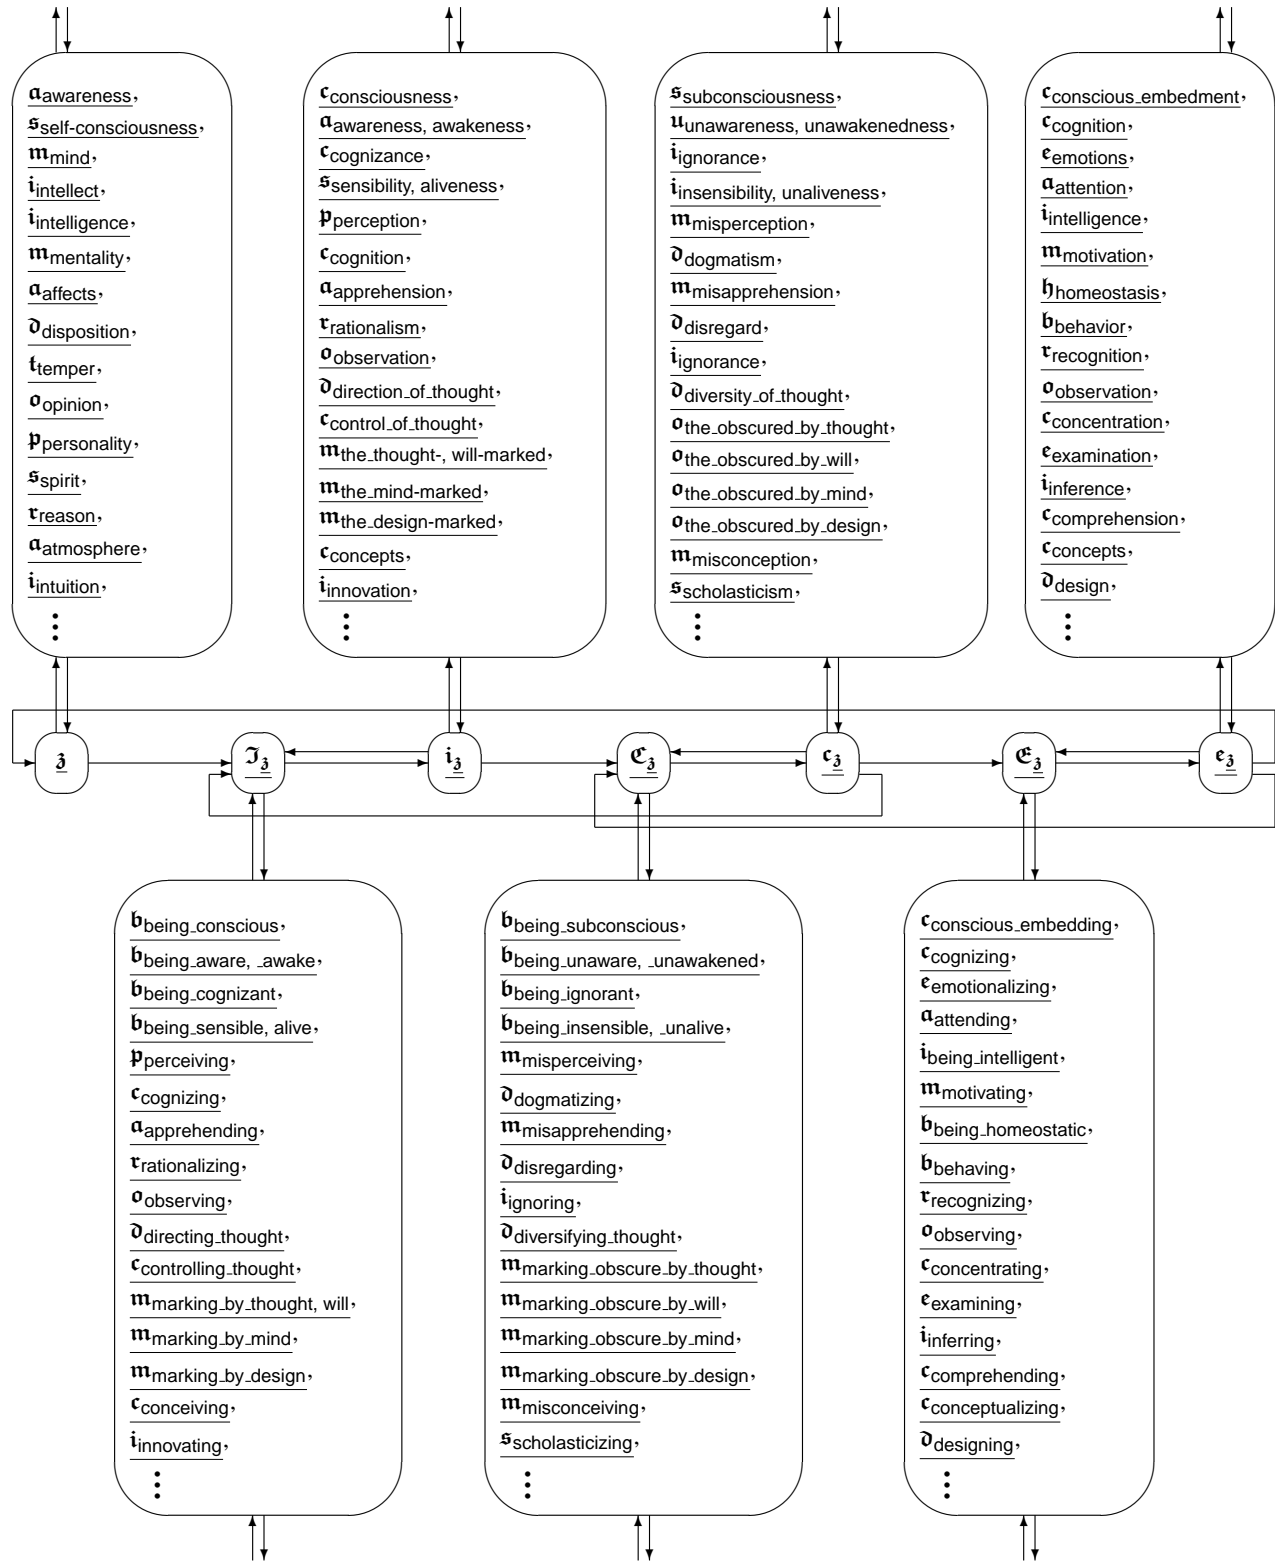 𝔞awareness,
𝔰self-consciousness,
𝔪mind,
𝔦intellect,
𝔦intelligence,
𝔪mentality,
𝔞affects,
𝔡disposition,
𝔱temper,
𝔬opinion,
𝔭personality,
𝔰spirit,
𝔯reason,
𝔞atmosphere,
𝔦intuition,
⋮
𝔠consciousness,
𝔞awareness, awakeness,
𝔠cognizance,
𝔰sensibility, aliveness,
𝔭perception,
𝔠cognition,
𝔞apprehension,
𝔯rationalism,
𝔬observation,
𝔡direction_of_thought,
𝔠control_of_thought,
𝔪the_thought-, will-marked,
𝔪the_mind-marked,
𝔪the_design-marked,
𝔠concepts,
𝔦innovation,
⋮
𝔰subconsciousness,
𝔲unawareness, unawakenedness,
𝔦ignorance,
𝔦insensibility, unaliveness,
𝔪misperception,
𝔡dogmatism,
𝔪misapprehension,
𝔡disregard,
𝔦ignorance,
𝔡diversity_of_thought,
𝔬the_obscured_by_thought,
𝔬the_obscured_by_will,
𝔬the_obscured_by_mind,
𝔬the_obscured_by_design,
𝔪misconception,
𝔰scholasticism,
⋮
𝔠conscious_embedment,
𝔠cognition,
𝔢emotions,
𝔞attention,
𝔦intelligence,
𝔪motivation,
𝔥homeostasis,
𝔟behavior,
𝔯recognition,
𝔬observation,
𝔠concentration,
𝔢examination,
𝔦inference,
𝔠comprehension,
𝔠concepts,
𝔡design,
⋮
𝔷 ℑ𝔷 𝔦𝔷 ℭ𝔷 𝔠𝔷 𝔈𝔷 𝔢𝔷
𝔟being_conscious,
𝔟being_aware, _awake,
𝔟being_cognizant,
𝔟being_sensible, alive,
𝔭perceiving,
𝔠cognizing,
𝔞apprehending,
𝔯rationalizing,
𝔬observing,
𝔡directing_thought,
𝔠controlling_thought,
𝔪marking_by_thought, will,
𝔪marking_by_mind,
𝔪marking_by_design,
𝔠conceiving,
𝔦innovating,
⋮
𝔟being_subconscious,
𝔟being_unaware, _unawakened,
𝔟being_ignorant,
𝔟being_insensible, _unalive,
𝔪misperceiving,
𝔡dogmatizing,
𝔪misapprehending,
𝔡disregarding,
𝔦ignoring,
𝔡diversifying_thought,
𝔪marking_obscure_by_thought,
𝔪marking_obscure_by_will,
𝔪marking_obscure_by_mind,
𝔪marking_obscure_by_design,
𝔪misconceiving,
𝔰scholasticizing,
⋮
𝔠conscious_embedding,
𝔠cognizing,
𝔢emotionalizing,
𝔞attending,
𝔦being_intelligent,
𝔪motivating,
𝔟being_homeostatic,
𝔟behaving,
𝔯recognizing,
𝔬observing,
𝔠concentrating,
𝔢examining,
𝔦inferring,
𝔠comprehending,
𝔠conceptualizing,
𝔡designing,
⋮